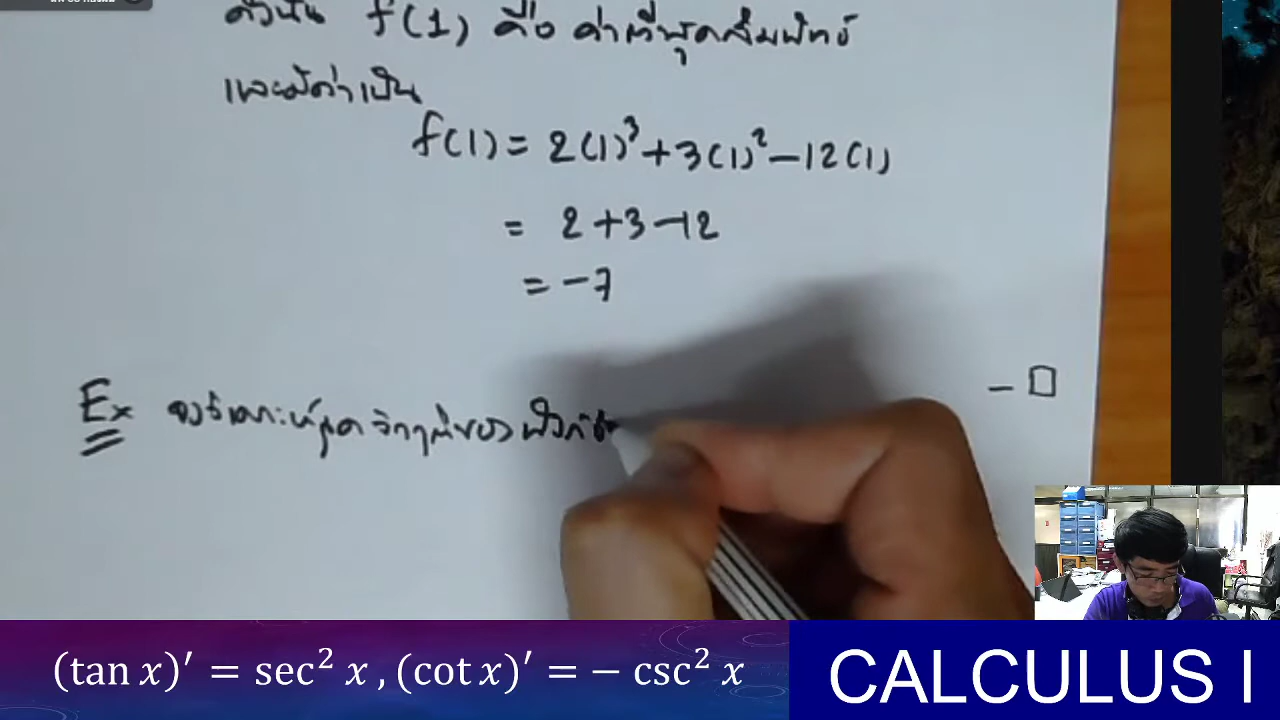 ดังนั้น f(1) คือ ค่าต่ำสุดสัมพัทธ์
และมีค่าเป็น
f(1) = 2(1)³ + 3(1)² - 12(1)
= 2 + 3 - 12
= -7
- □
Ex จงวิเคราะห์จุดวิกฤติของฟังก์ชัน
(tan x)′ = sec² x , (cot x)′ = − csc² x
CALCULUS I